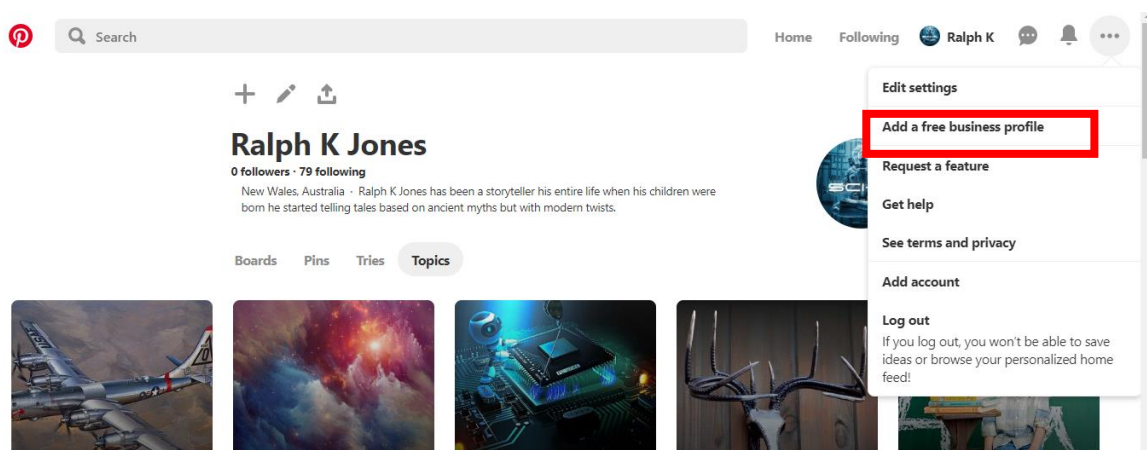 Search
Home Following Ralph K
Ralph K Jones
0 followers · 79 following
New Wales, Australia · Ralph K Jones has been a storyteller his entire life when his children were
born he started telling tales based on ancient myths but with modern twists.
Boards Pins Tries Topics
Edit settings
Add a free business profile
Request a feature
Get help
See terms and privacy
Add account
Log out
If you log out, you won't be able to save
ideas or browse your personalized home
feed!